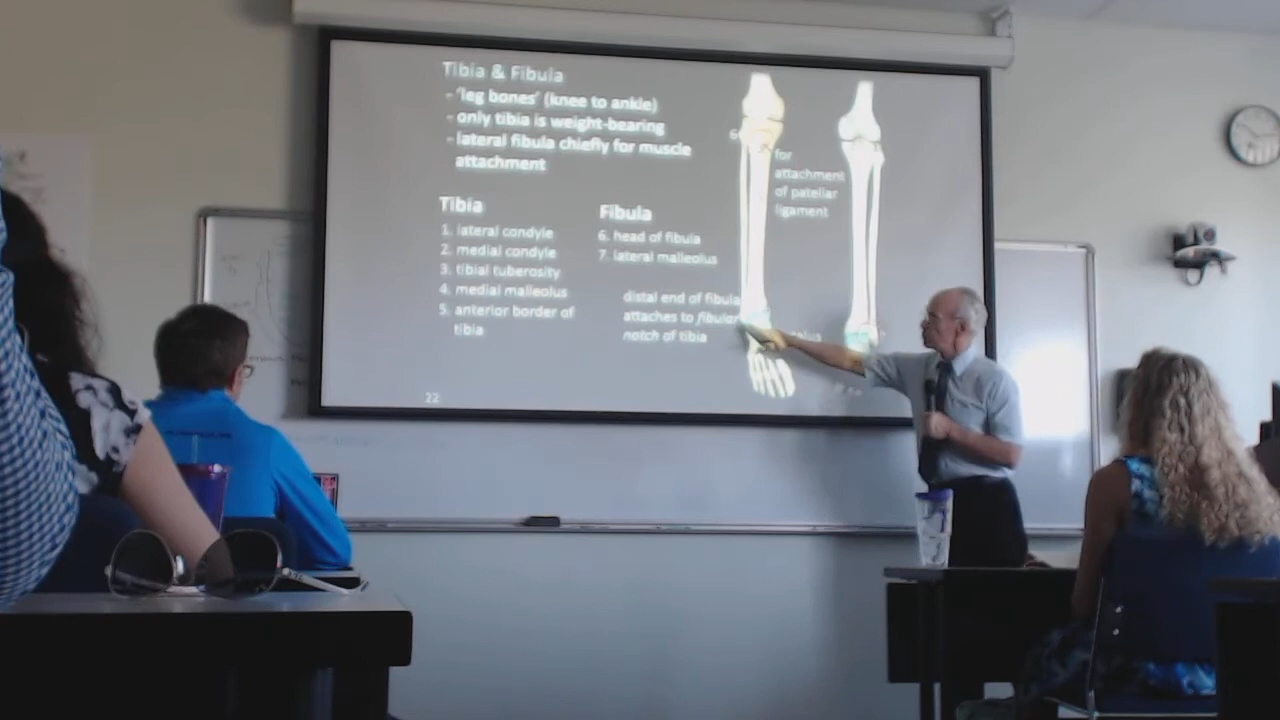 Tibia & Fibula
- 'leg bones' (knee to ankle)
- only tibia is weight-bearing
- lateral fibula chiefly for muscle
attachment
Tibia
1. lateral condyle
2. medial condyle
3. tibial tuberosity
4. medial malleolus
5. anterior border of
tibia
Fibula
6. head of fibula
7. lateral malleolus
distal end of fibula
attaches to fibular
notch of tibia
6
for
attachment
of patellar
ligament
22